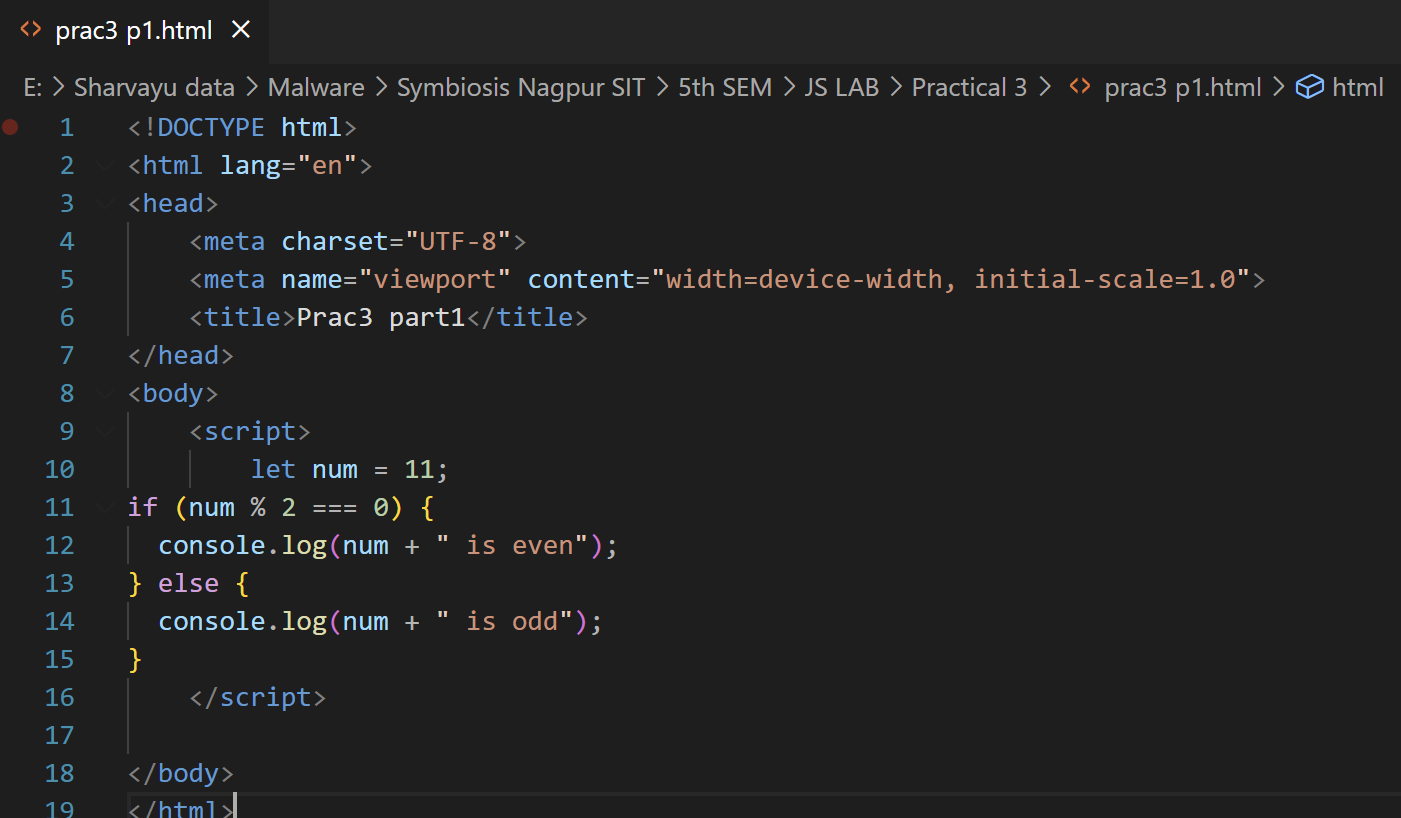 prac3 p1.html
E: > Sharvayu data > Malware > Symbiosis Nagpur SIT > 5th SEM > JS LAB > Practical 3 > prac3 p1.html > html
1 <!DOCTYPE html>
2 <html lang="en">
3 <head>
4     <meta charset="UTF-8">
5     <meta name="viewport" content="width=device-width, initial-scale=1.0">
6     <title>Prac3 part1</title>
7 </head>
8 <body>
9     <script>
10         let num = 11;
11 if (num % 2 === 0) {
12   console.log(num + " is even");
13 } else {
14   console.log(num + " is odd");
15 }
16     </script>
17
18 </body>
19 </html>